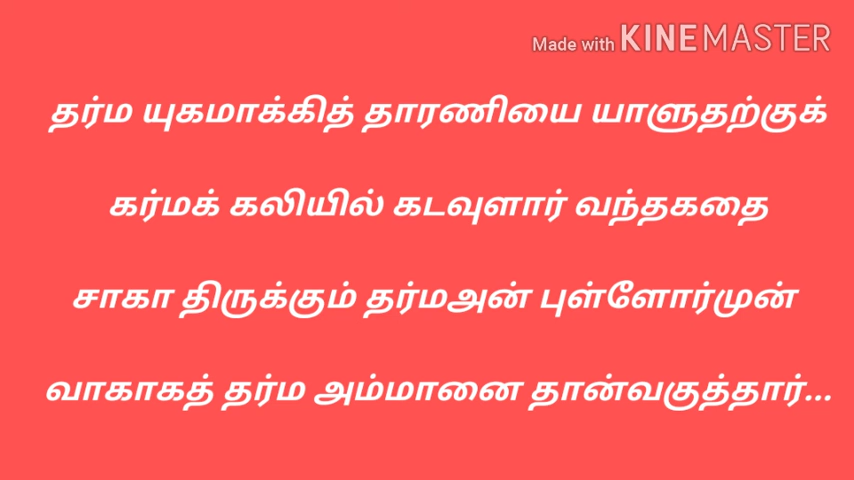 Made with KINEMASTER
தர்ம யுகமாக்கித் தாரணியை யாளுதற்குக்
கர்மக் கலியில் கடவுளார் வந்தகதை
சாகா திருக்கும் தர்மஅன் புள்ளோர்முன்
வாகாகத் தர்ம அம்மானை தான்வகுத்தார்...